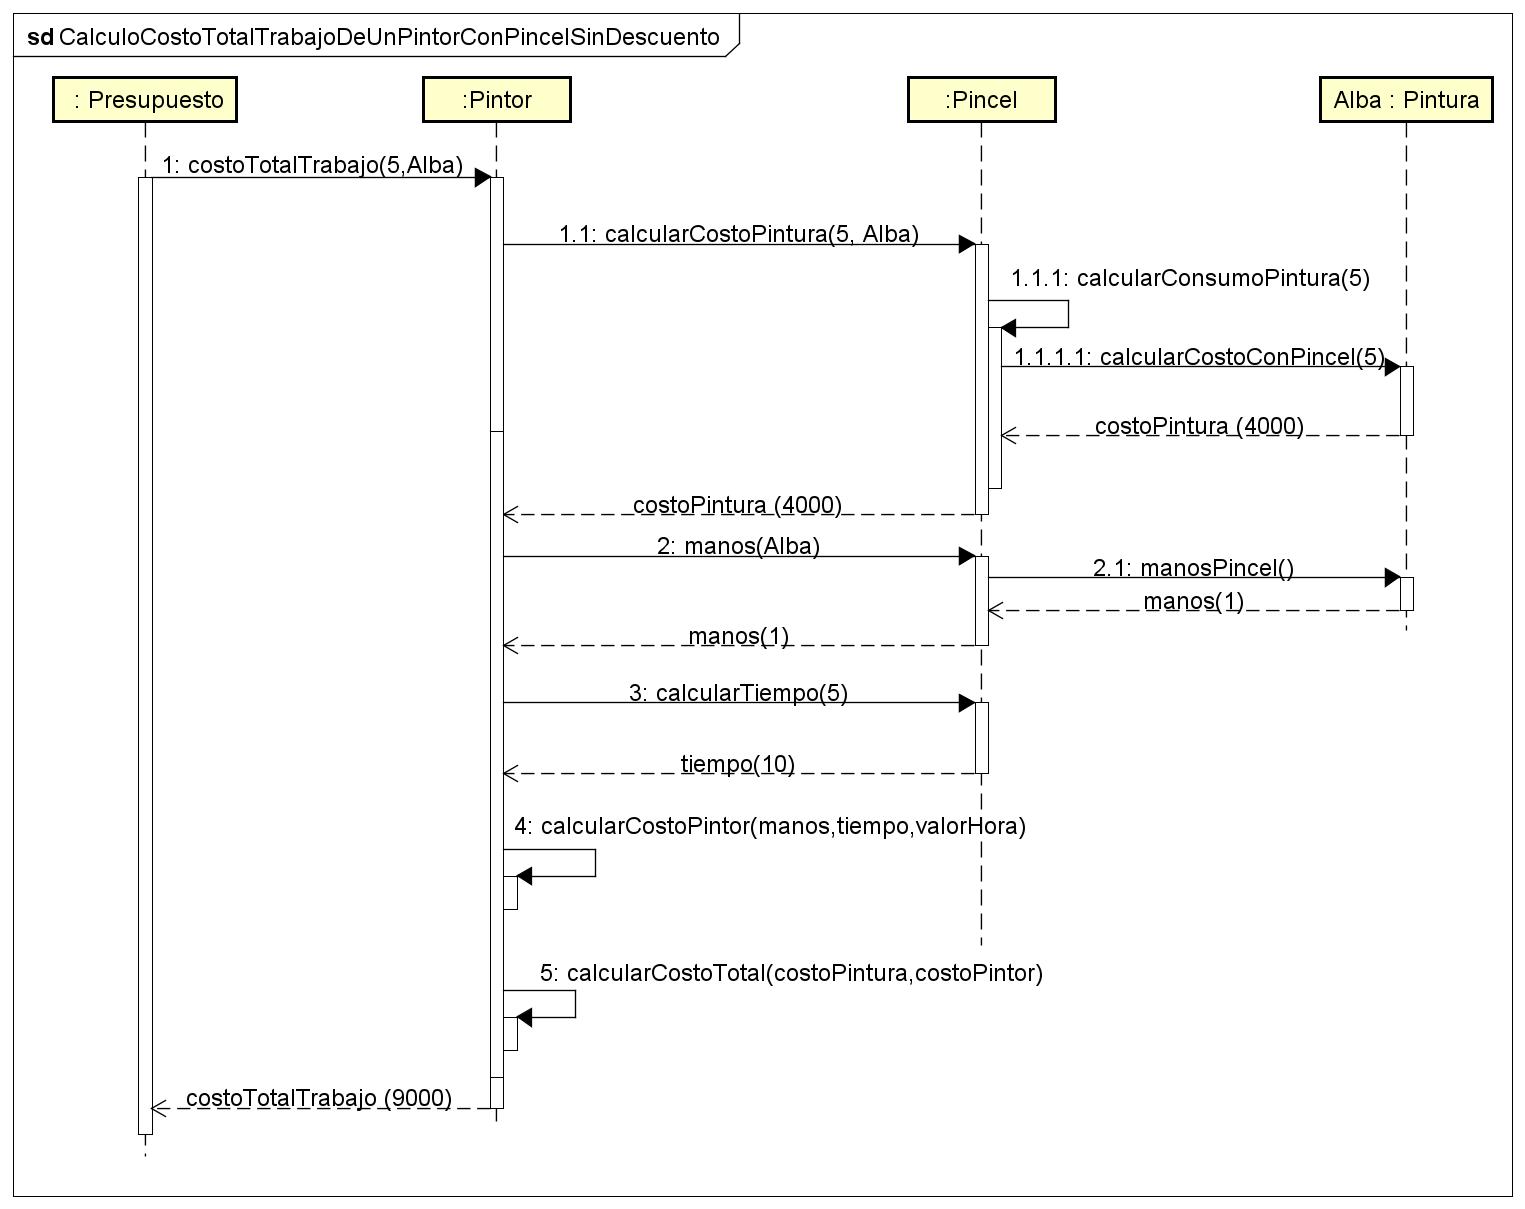 sd CalculoCostoTotalTrabajoDeUnPintorConPincelSinDescuento
: Presupuesto
:Pintor
:Pincel
Alba : Pintura
1: costoTotalTrabajo(5,Alba)
1.1: calcularCostoPintura(5, Alba)
1.1.1: calcularConsumoPintura(5)
1.1.1.1: calcularCostoConPincel(5)
costoPintura (4000)
costoPintura (4000)
2: manos(Alba)
2.1: manosPincel()
manos(1)
manos(1)
3: calcularTiempo(5)
tiempo(10)
4: calcularCostoPintor(manos,tiempo,valorHora)
5: calcularCostoTotal(costoPintura,costoPintor)
costoTotalTrabajo (9000)